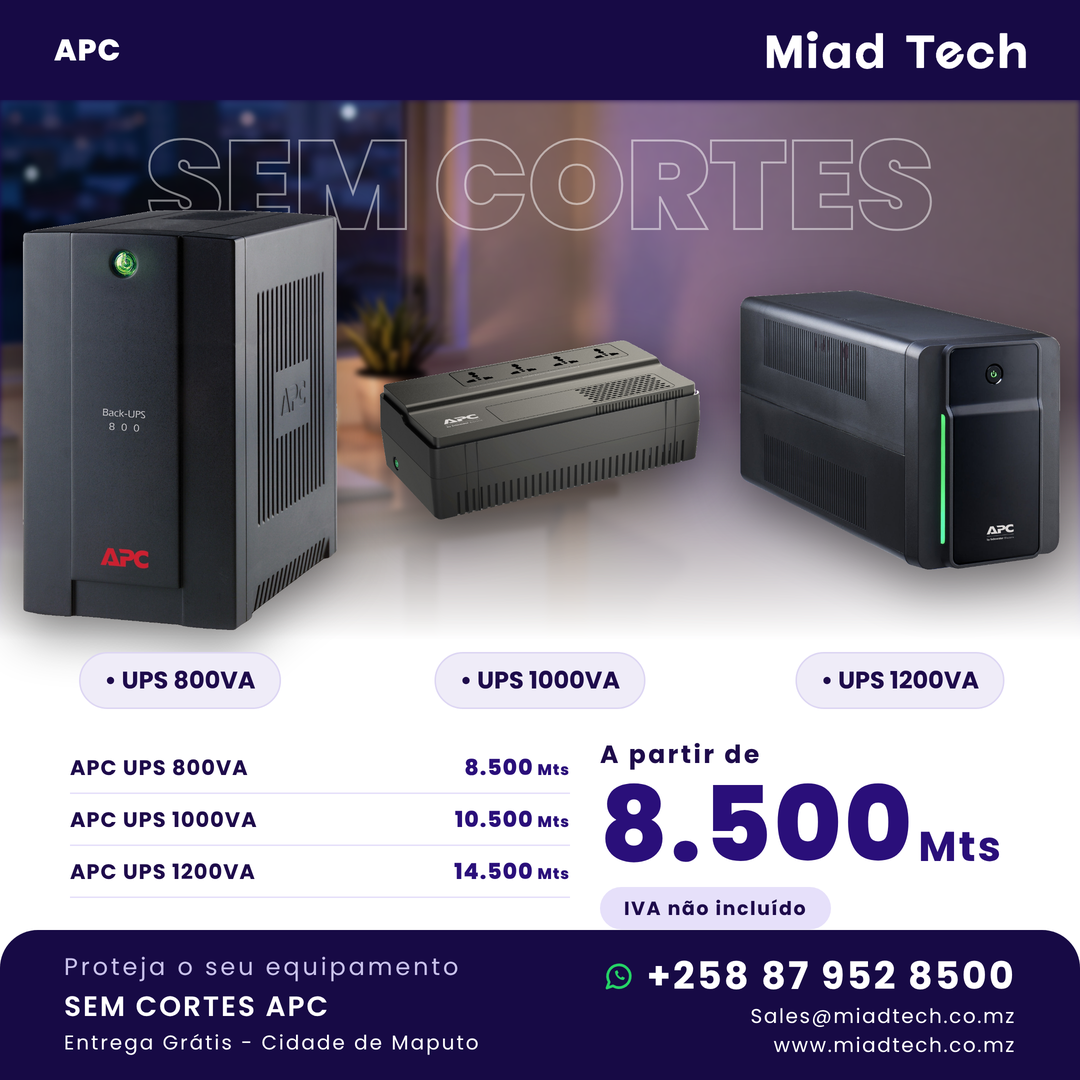 APC
Miad Tech
SEM CORTES
Back-UPS
800
APC
APC
APC
APC
• UPS 800VA
• UPS 1000VA
• UPS 1200VA
APC UPS 800VA 8.500 Mts
APC UPS 1000VA 10.500 Mts
APC UPS 1200VA 14.500 Mts
A partir de
8.500 Mts
IVA não incluído
Proteja o seu equipamento
SEM CORTES APC
Entrega Grátis - Cidade de Maputo
+258 87 952 8500
Sales@miadtech.co.mz
www.miadtech.co.mz